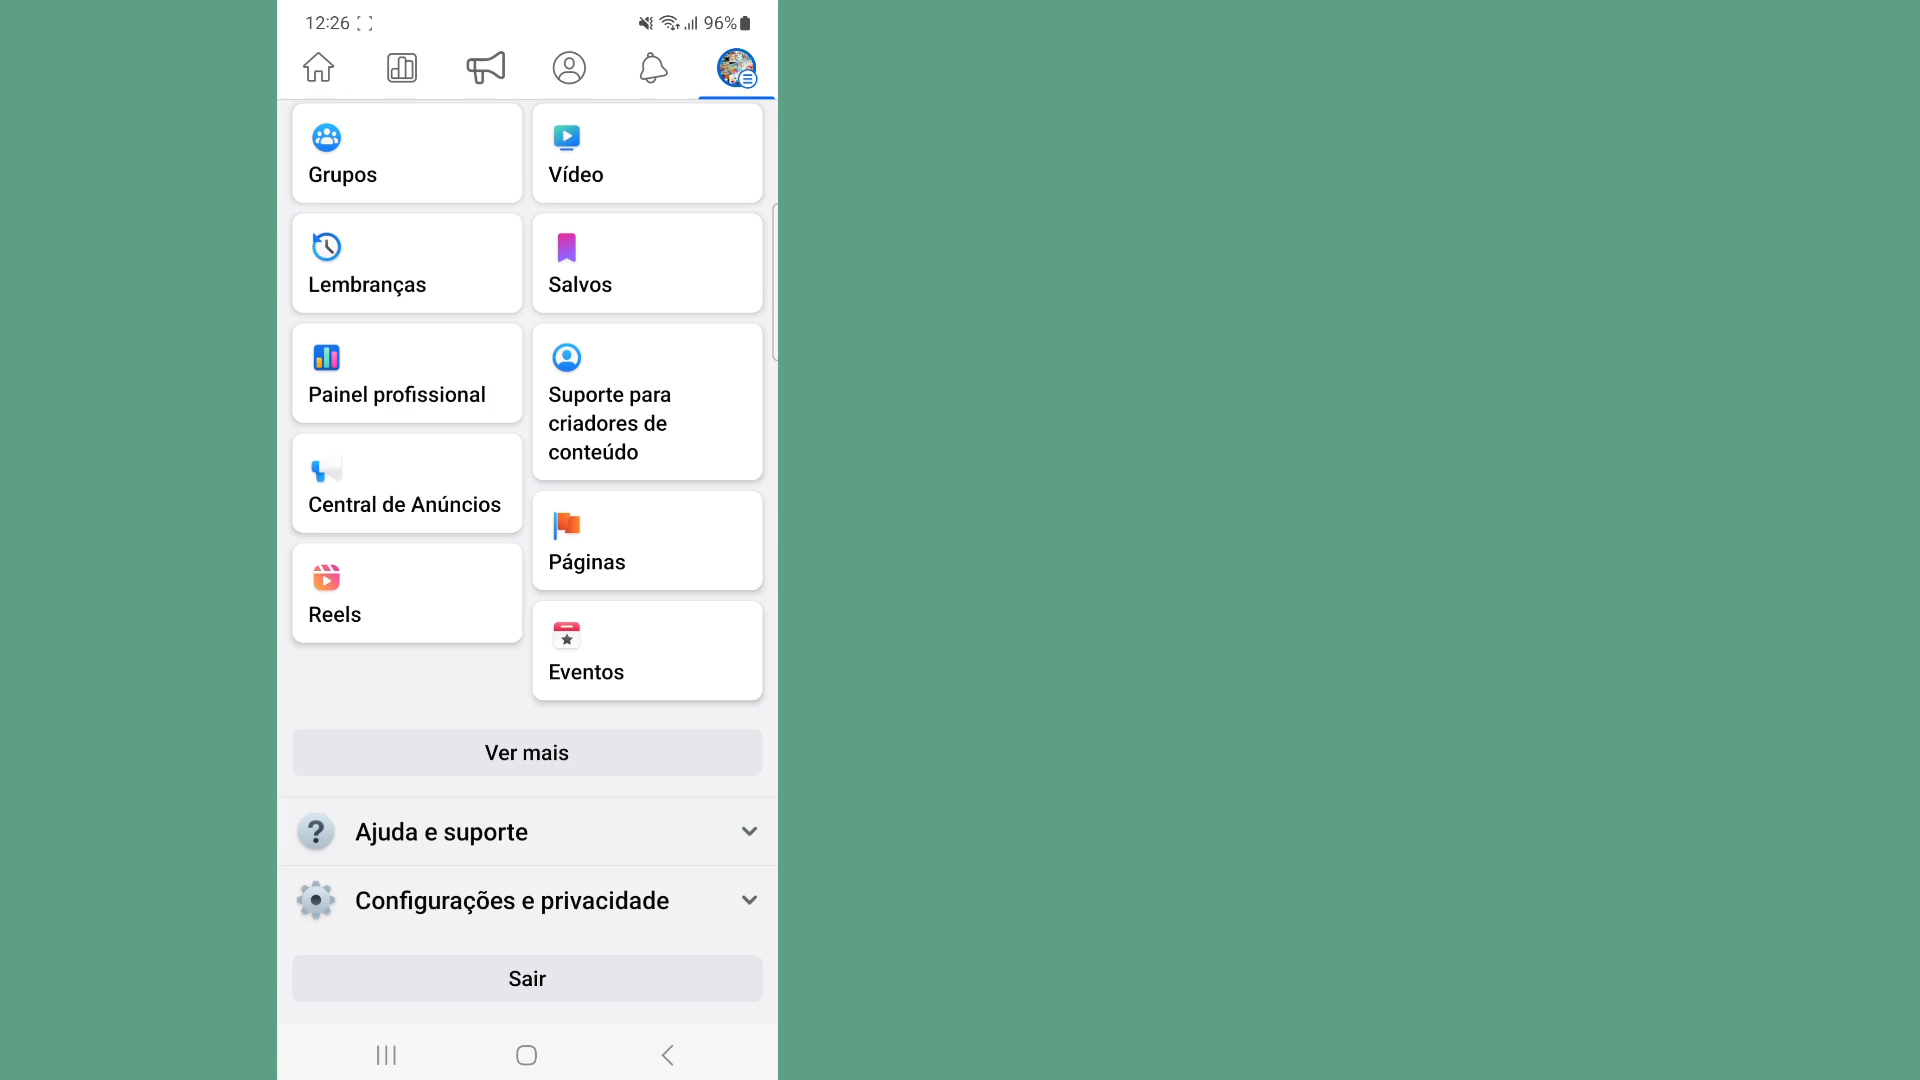 12:26
96%
Grupos
Vídeo
Lembranças
Salvos
Painel profissional
Suporte para
criadores de
conteúdo
Central de Anúncios
Páginas
Reels
Eventos
Ver mais
Ajuda e suporte
Configurações e privacidade
Sair